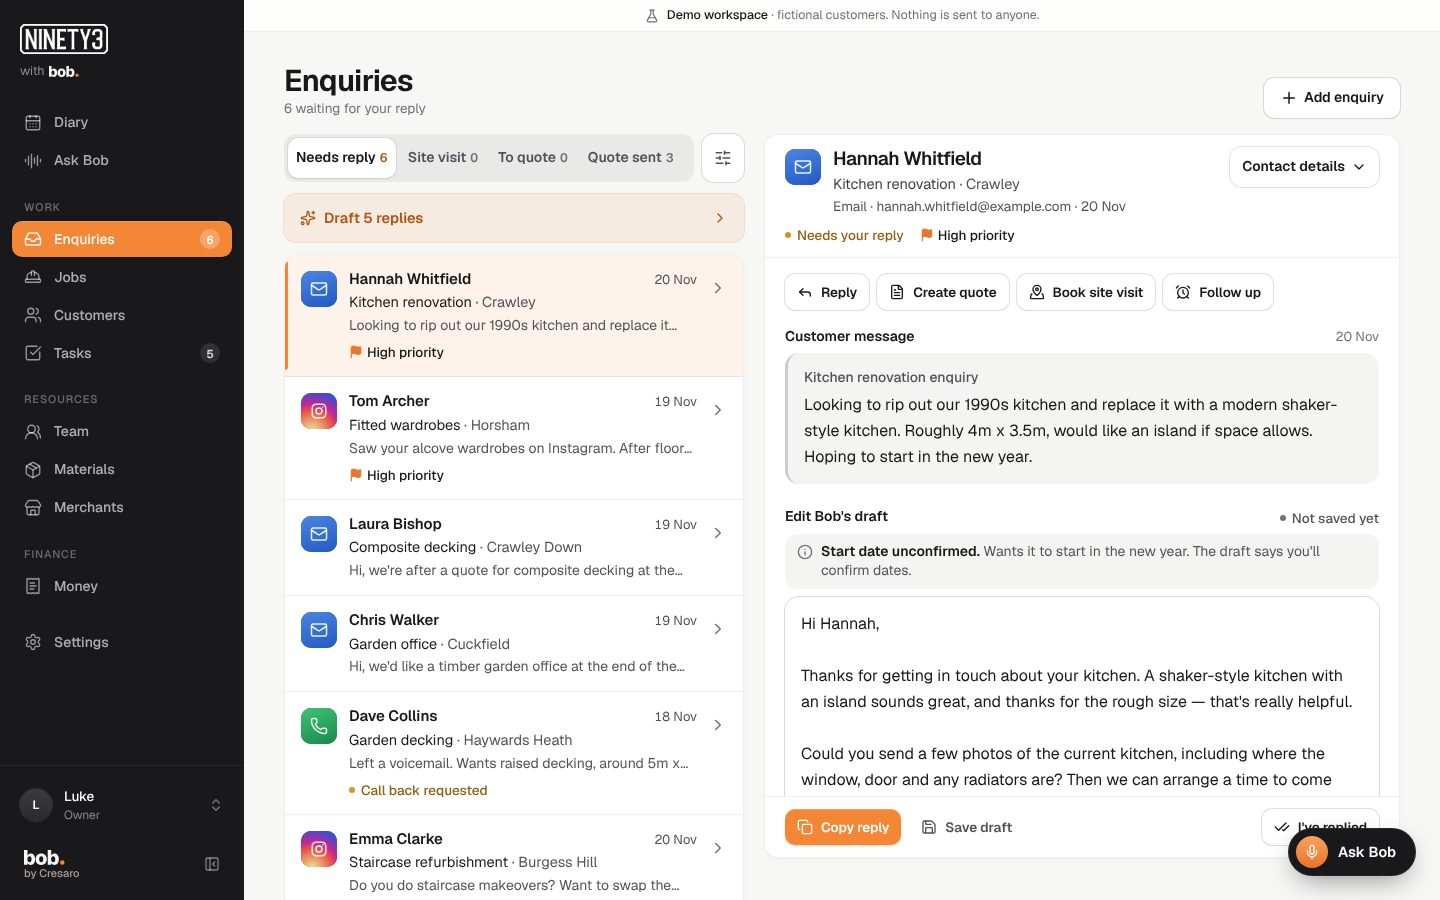 NINETY3
with bob.
Diary
Ask Bob
WORK
Enquiries 6
Jobs
Customers
Tasks 5
RESOURCES
Team
Materials
Merchants
FINANCE
Money
Settings
L
Luke
Owner
bob.
by Cresaro
Demo workspace · fictional customers. Nothing is sent to anyone.
Enquiries
6 waiting for your reply
Add enquiry
Needs reply 6
Site visit 0
To quote 0
Quote sent 3
Draft 5 replies
Hannah Whitfield 20 Nov
Kitchen renovation · Crawley
Looking to rip out our 1990s kitchen and replace it...
High priority
Tom Archer 19 Nov
Fitted wardrobes · Horsham
Saw your alcove wardrobes on Instagram. After floor...
High priority
Laura Bishop 19 Nov
Composite decking · Crawley Down
Hi, we're after a quote for composite decking at the...
Chris Walker 19 Nov
Garden office · Cuckfield
Hi, we'd like a timber garden office at the end of the...
Dave Collins 18 Nov
Garden decking · Haywards Heath
Left a voicemail. Wants raised decking, around 5m x...
Call back requested
Emma Clarke 20 Nov
Staircase refurbishment · Burgess Hill
Do you do staircase makeovers? Want to swap the...
Hannah Whitfield
Kitchen renovation · Crawley
Email · hannah.whitfield@example.com · 20 Nov
Needs your reply
High priority
Contact details
Reply
Create quote
Book site visit
Follow up
Customer message 20 Nov
Kitchen renovation enquiry
Looking to rip out our 1990s kitchen and replace it with a modern shaker-
style kitchen. Roughly 4m x 3.5m, would like an island if space allows.
Hoping to start in the new year.
Edit Bob's draft
Not saved yet
Start date unconfirmed. Wants it to start in the new year. The draft says you'll
confirm dates.
Hi Hannah,
Thanks for getting in touch about your kitchen. A shaker-style kitchen with
an island sounds great, and thanks for the rough size — that's really helpful.
Could you send a few photos of the current kitchen, including where the
window, door and any radiators are? Then we can arrange a time to come
Copy reply
Save draft
I've replied
Ask Bob